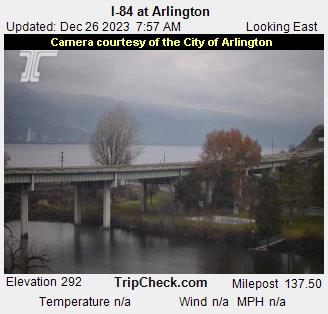 I-84 at Arlington
Updated: Dec 26 2023 7:57 AM Looking East
Camera courtesy of the City of Arlington
Elevation 292 TripCheck.com Milepost 137.50
Temperature n/a Wind n/a MPH n/a